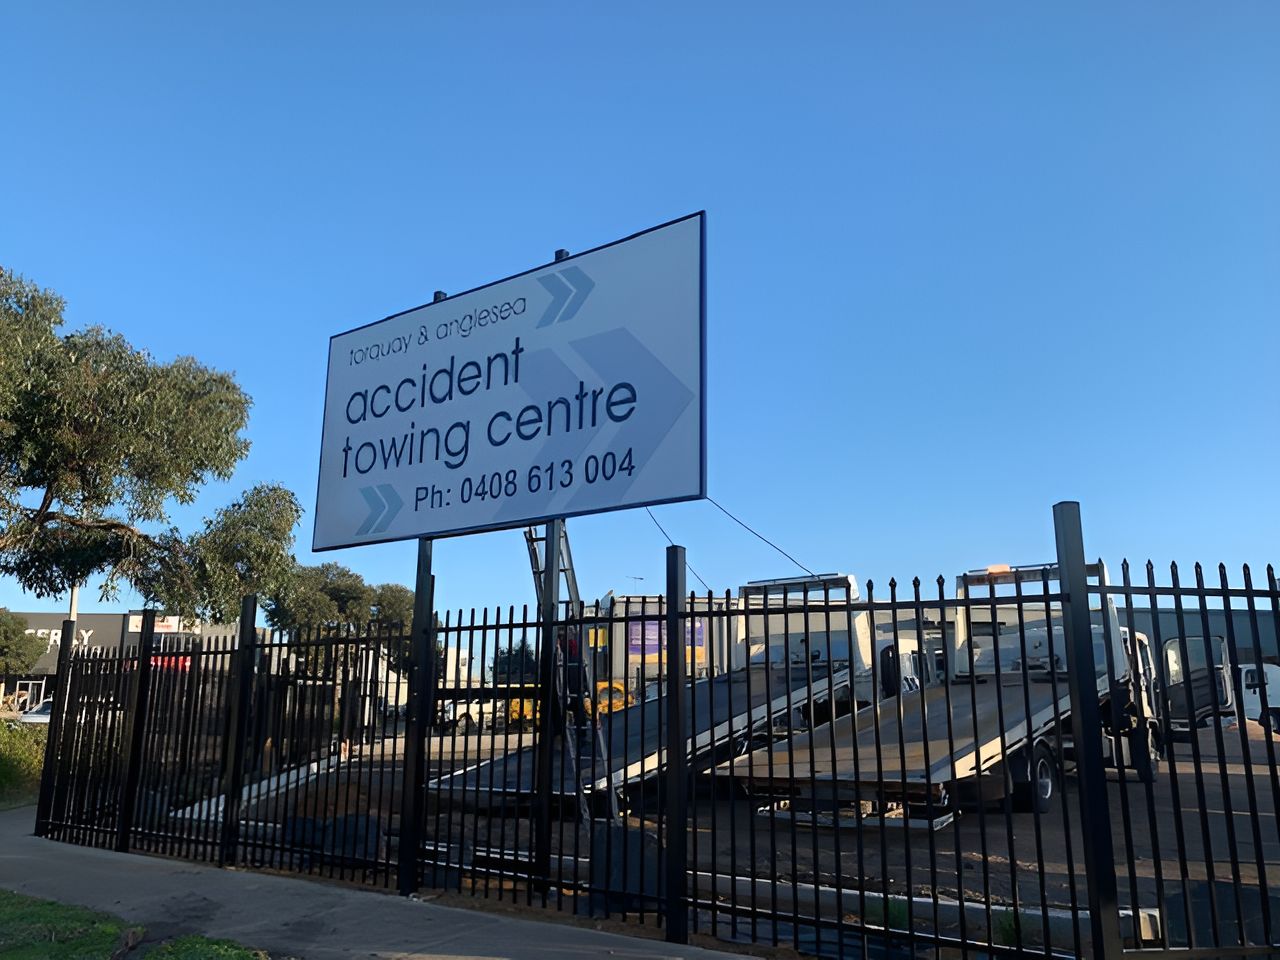 torquay & anglesea
accident
towing centre
Ph: 0408 613 004